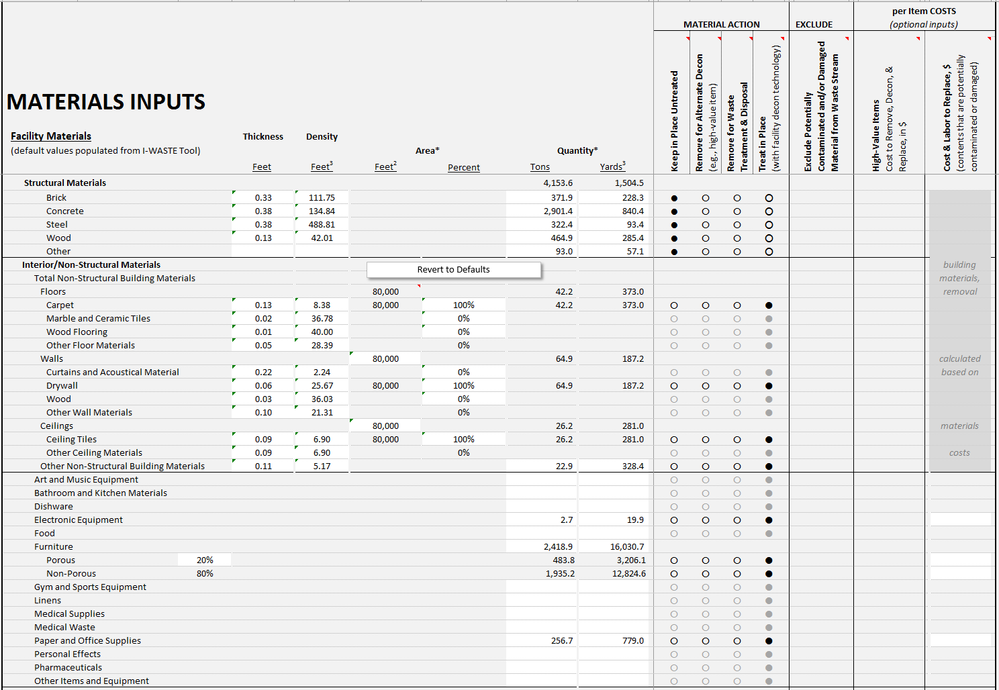 per Item COSTS
MATERIAL ACTION EXCLUDE (optional inputs)
Keep in Place Untreated
Remove for Alternate Decon
(e.g., high-value item)
Remove for Waste
Treatment & Disposal
Treat in Place
(with facility decon technology)
Exclude Potentially
Contaminated and/or Damaged
Material from Waste Stream
High-Value Items
Cost to Remove, Decon, &
Replace, in $
Cost & Labor to Replace, $
(contents that are potentially
contaminated or damaged)
MATERIALS INPUTS
Facility Materials Thickness Density
(default values populated from I-WASTE Tool) Area* Quantity*
Feet Feet³ Feet² Percent Tons Yards³
Structural Materials 4,153.6 1,504.5
Brick 0.33 111.75 371.9 228.3
Concrete 0.38 134.84 2,901.4 840.4
Steel 0.38 488.81 322.4 93.4
Wood 0.13 42.01 464.9 285.4
Other 93.0 57.1
Interior/Non-Structural Materials Revert to Defaults building
Total Non-Structural Building Materials materials,
Floors 80,000 42.2 373.0 removal
Carpet 0.13 8.38 80,000 100% 42.2 373.0
Marble and Ceramic Tiles 0.02 36.78 0%
Wood Flooring 0.01 40.00 0%
Other Floor Materials 0.05 28.39 0%
Walls 80,000 64.9 187.2 calculated
Curtains and Acoustical Material 0.22 2.24 0% based on
Drywall 0.06 25.67 80,000 100% 64.9 187.2
Wood 0.03 36.03 0%
Other Wall Materials 0.10 21.31 0%
Ceilings 80,000 26.2 281.0 materials
Ceiling Tiles 0.09 6.90 80,000 100% 26.2 281.0
Other Ceiling Materials 0.09 6.90 0% costs
Other Non-Structural Building Materials 0.11 5.17 22.9 328.4
Art and Music Equipment
Bathroom and Kitchen Materials
Dishware
Electronic Equipment 2.7 19.9
Food
Furniture 2,418.9 16,030.7
Porous 20% 483.8 3,206.1
Non-Porous 80% 1,935.2 12,824.6
Gym and Sports Equipment
Linens
Medical Supplies
Medical Waste
Paper and Office Supplies 256.7 779.0
Personal Effects
Pharmaceuticals
Other Items and Equipment